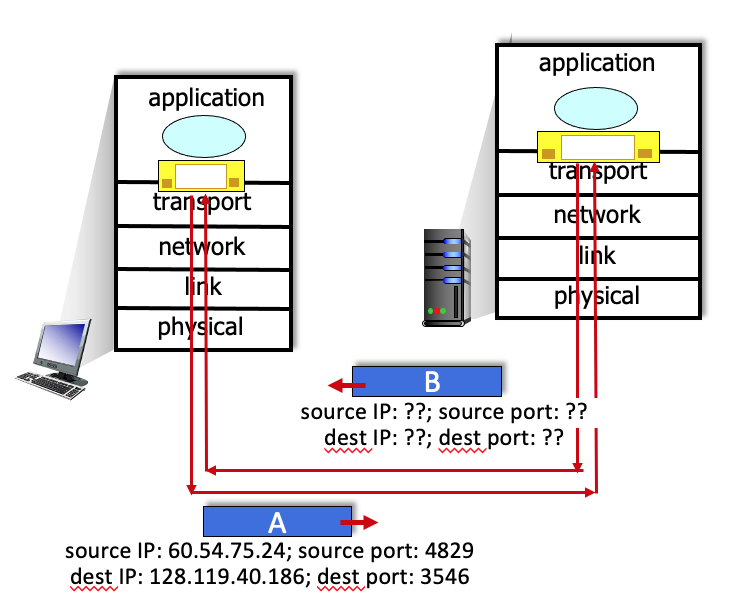 application
transport
network
link
physical
application
transport
network
link
physical
B
source IP: ??; source port: ??
dest IP: ??; dest port: ??
A
source IP: 60.54.75.24; source port: 4829
dest IP: 128.119.40.186; dest port: 3546